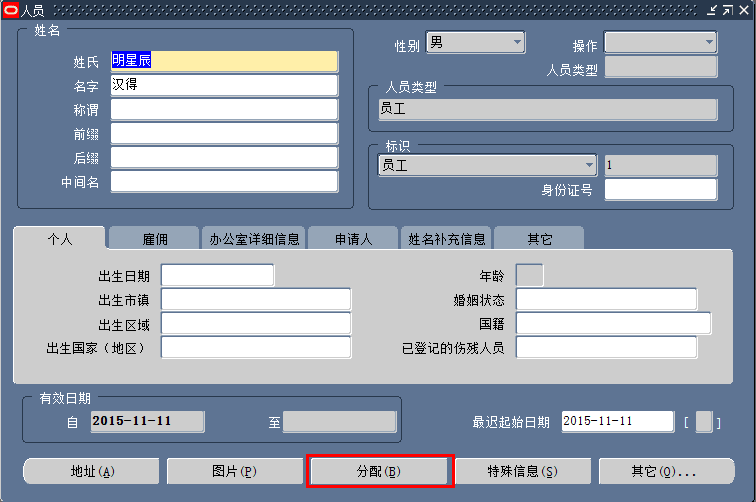 人员
姓名
姓氏 明星辰
名字 汉得
称谓
前缀
后缀
中间名
性别 男 操作
人员类型
人员类型
员工
标识
员工 1
身份证号
个人 雇佣 办公室详细信息 申请人 姓名补充信息 其它
出生日期 年龄
出生市镇 婚姻状态
出生区域 国籍
出生国家（地区） 已登记的伤残人员
有效日期
自 2015-11-11 至 最迟起始日期 2015-11-11 [ ]
地址(A) 图片(P) 分配(B) 特殊信息(S) 其它(O)...